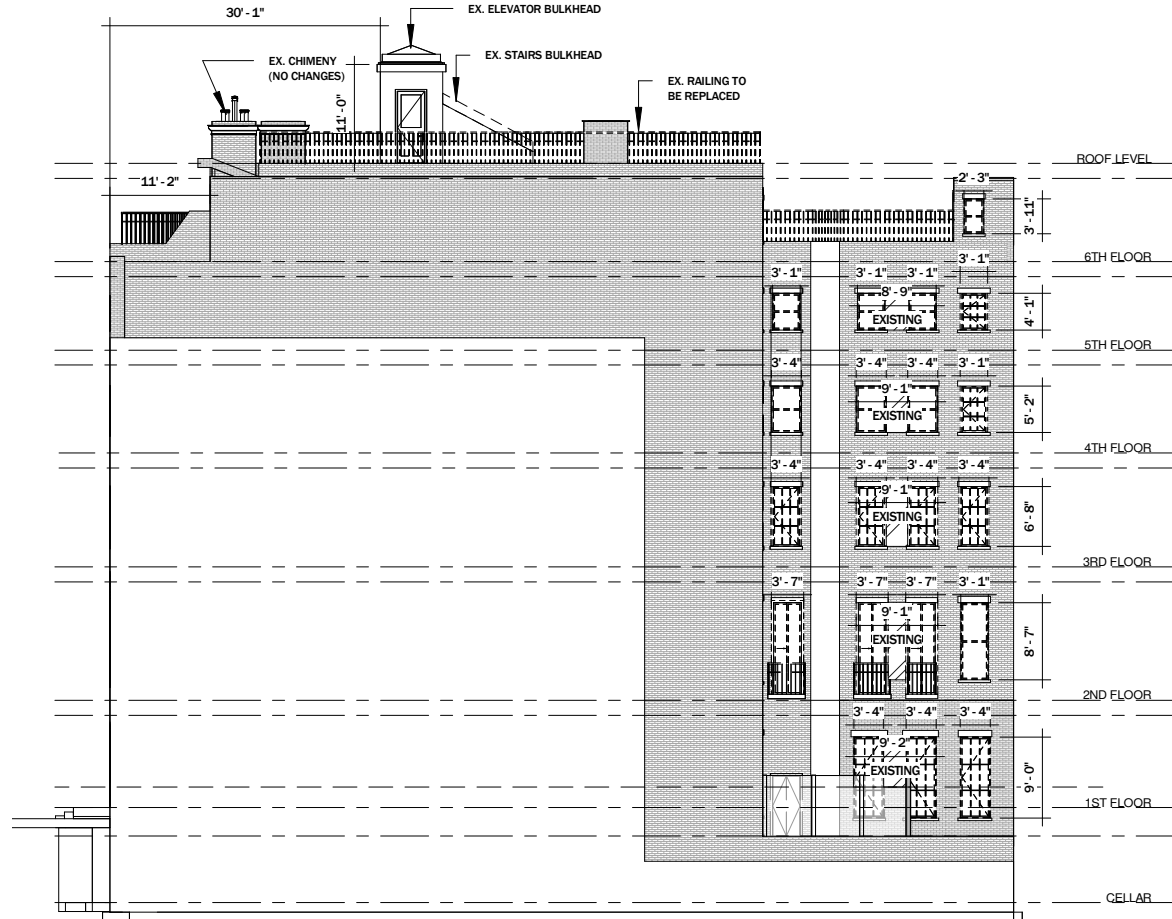 30'-1"
EX. ELEVATOR BULKHEAD
EX. STAIRS BULKHEAD
EX. CHIMENY
(NO CHANGES)
11'-0"
EX. RAILING TO
BE REPLACED
ROOF LEVEL
11'-2"
2'-3"
3'-11"
6TH FLOOR
3'-1"
3'-1"
3'-1"
3'-1"
8'-9"
EXISTING
4'-1"
5TH FLOOR
3'-4"
3'-4"
3'-4"
3'-1"
9'-1"
EXISTING
5'-2"
4TH FLOOR
3'-4"
3'-4"
3'-4"
3'-4"
9'-1"
EXISTING
6'-8"
3RD FLOOR
3'-7"
3'-7"
3'-7"
3'-1"
9'-1"
EXISTING
8'-7"
2ND FLOOR
3'-4"
3'-4"
3'-4"
9'-2"
EXISTING
9'-0"
1ST FLOOR
CELLAR